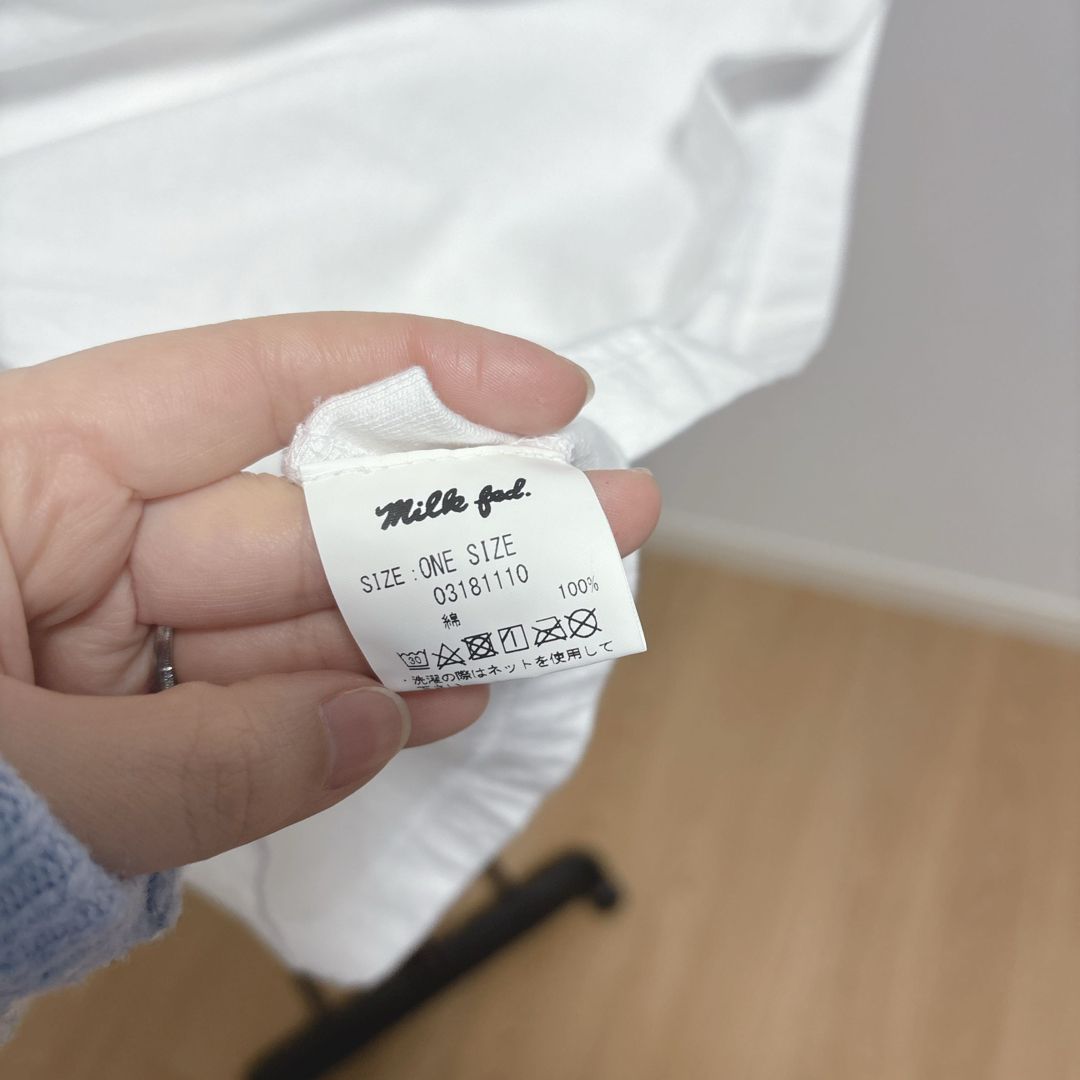 Milk fed.
SIZE:ONE SIZE
03181110
綿 100%
30
・洗濯の際はネットを使用して